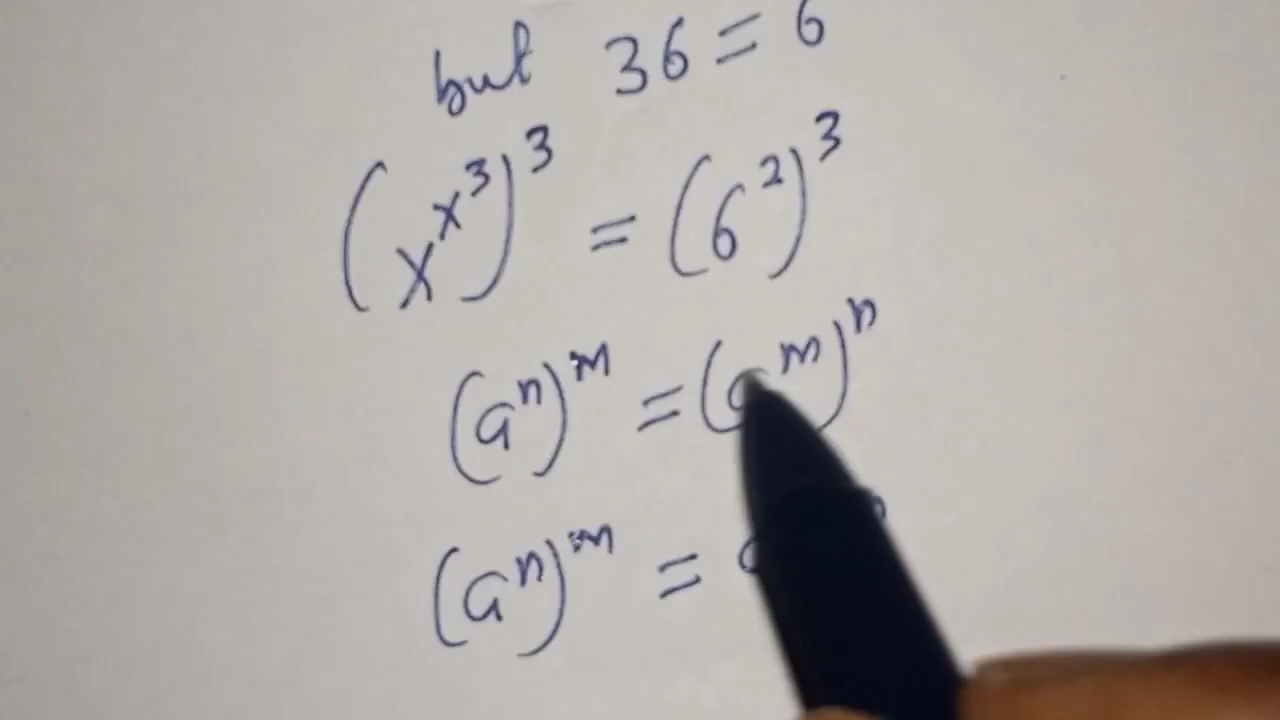 but 36 = 6
(x^{x^3})^3 = (6^2)^3
(a^n)^m = (a^m)^n
(a^n)^m =